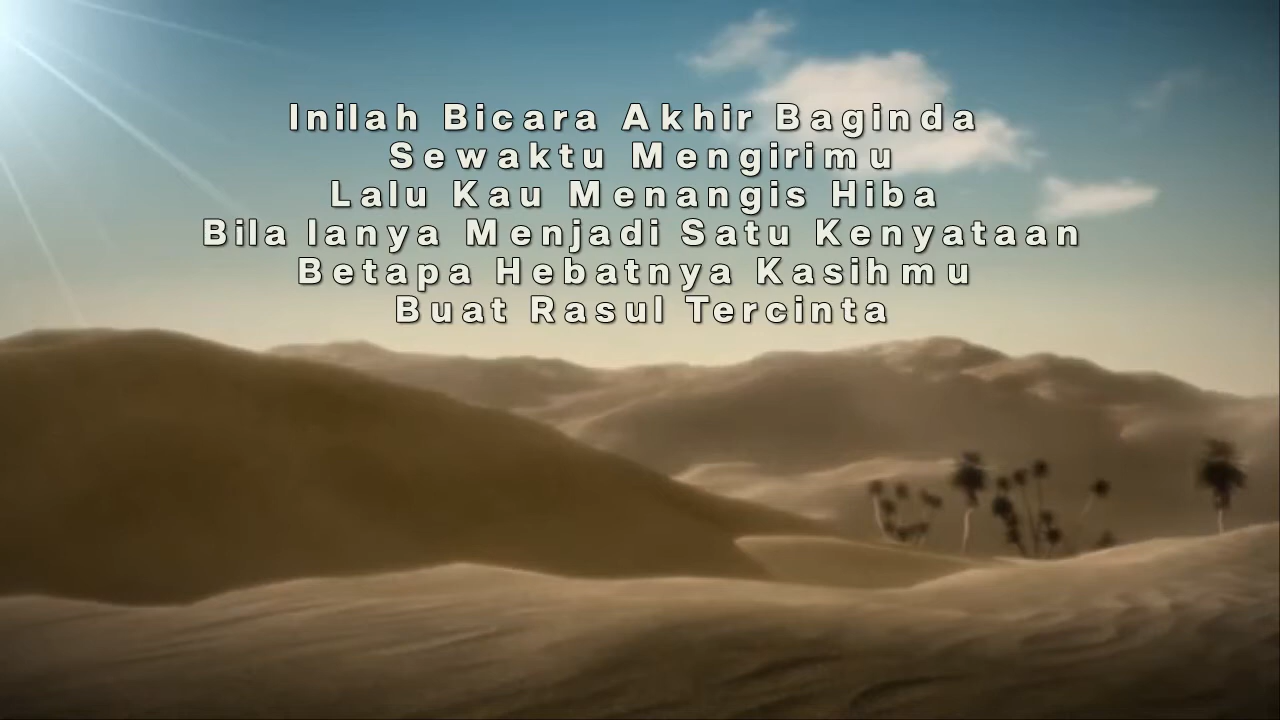 Inilah Bicara Akhir Baginda
Sewaktu Mengirimu
Lalu Kau Menangis Hiba
Bila Ianya Menjadi Satu Kenyataan
Betapa Hebatnya Kasihmu
Buat Rasul Tercinta